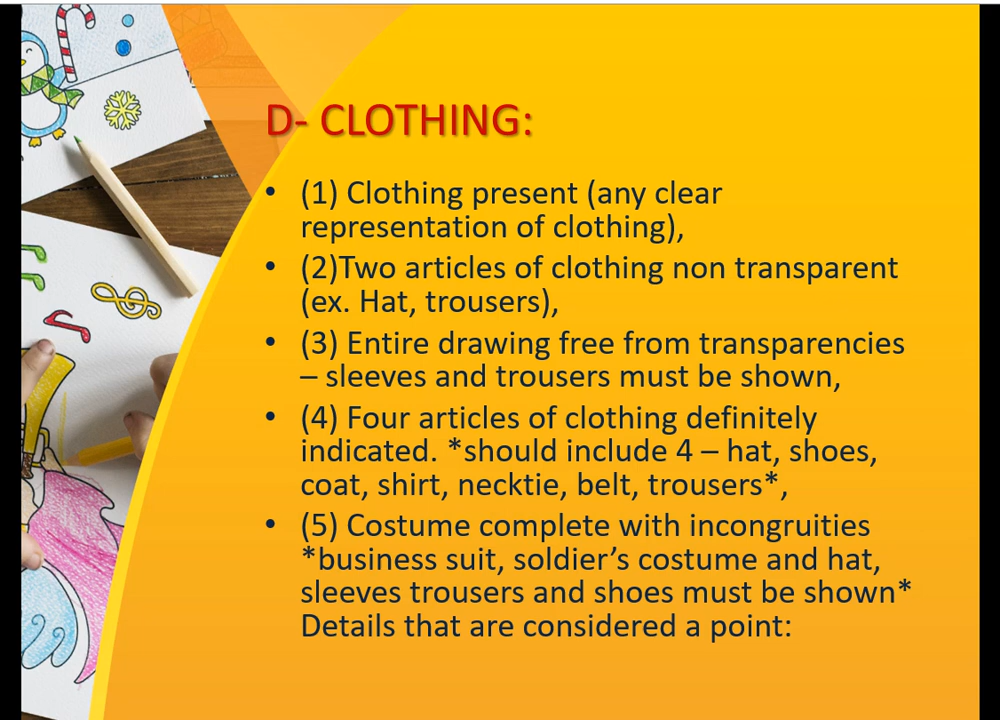 D- CLOTHING:
• (1) Clothing present (any clear
representation of clothing),
• (2)Two articles of clothing non transparent
(ex. Hat, trousers),
• (3) Entire drawing free from transparencies
– sleeves and trousers must be shown,
• (4) Four articles of clothing definitely
indicated. *should include 4 – hat, shoes,
coat, shirt, necktie, belt, trousers*,
• (5) Costume complete with incongruities
*business suit, soldier’s costume and hat,
sleeves trousers and shoes must be shown*
Details that are considered a point: